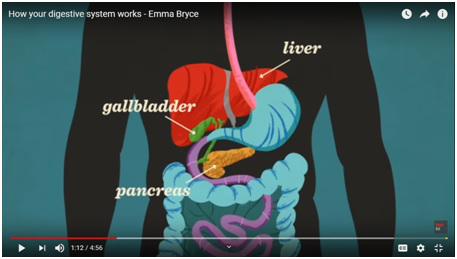 How your digestive system works - Emma Bryce
liver
gallbladder
pancreas
1:12 / 4:56